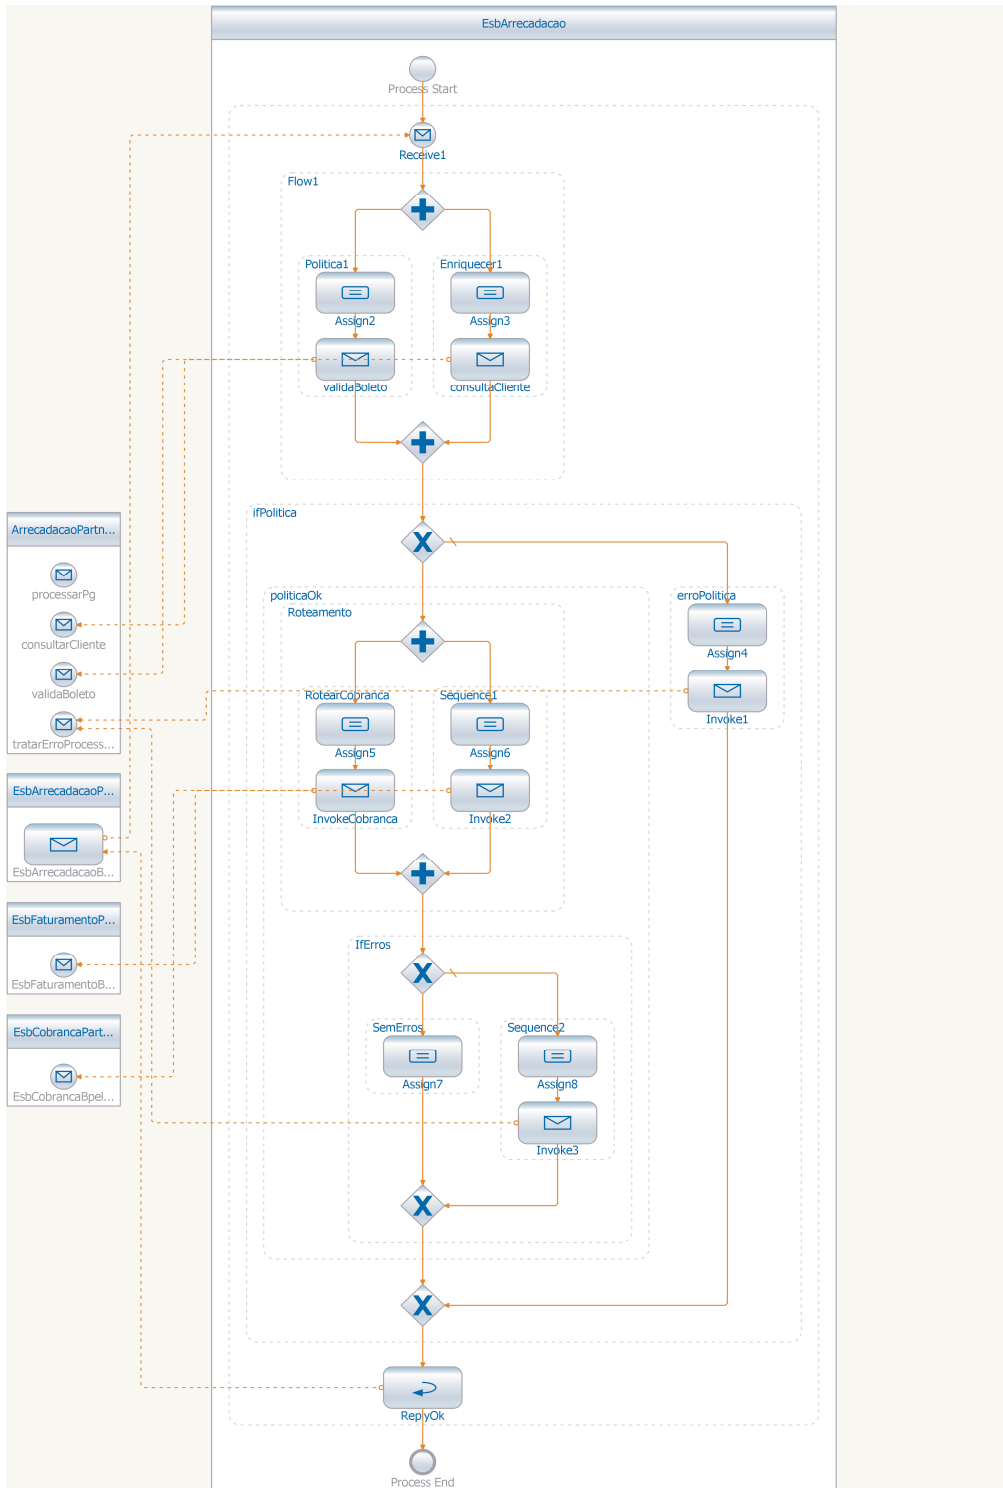 EsbArrecadacao
Process Start
Receive1
Flow1
Politica1
Enriquecer1
Assign2
Assign3
validaBoleto
consultaCliente
ifPolitica
ArrecadacaoPartn...
processarPg
consultarCliente
validaBoleto
tratarErroProcess...
politicaOk
Roteamento
erroPolitica
Assign4
Invoke1
RotearCobranca
Sequence1
Assign5
Assign6
InvokeCobranca
Invoke2
EsbArrecadacaoP...
EsbArrecadacaoB...
EsbFaturamentoP...
EsbFaturamentoB...
IfErros
SemErros
Sequence2
Assign7
Assign8
Invoke3
EsbCobrancaPart...
EsbCobrancaBpel...
ReplyOk
Process End